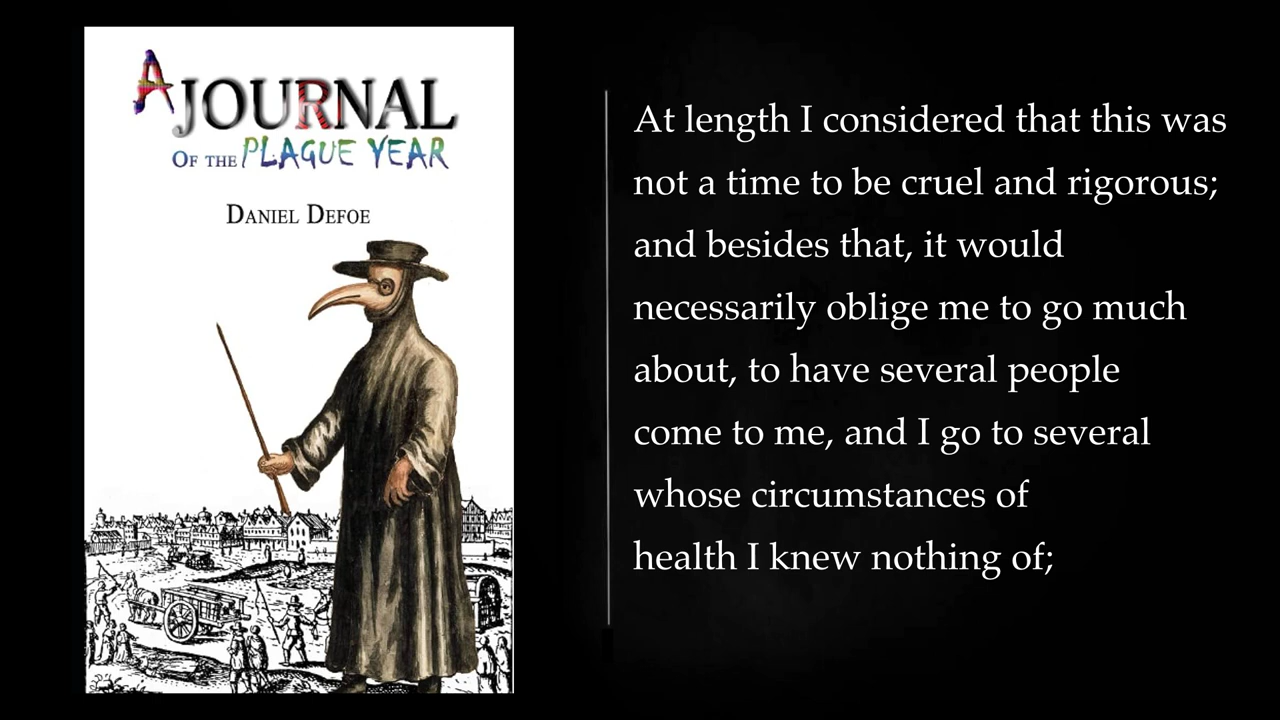 A JOURNAL
OF THE PLAGUE YEAR
DANIEL DEFOE
At length I considered that this was
not a time to be cruel and rigorous;
and besides that, it would
necessarily oblige me to go much
about, to have several people
come to me, and I go to several
whose circumstances of
health I knew nothing of;